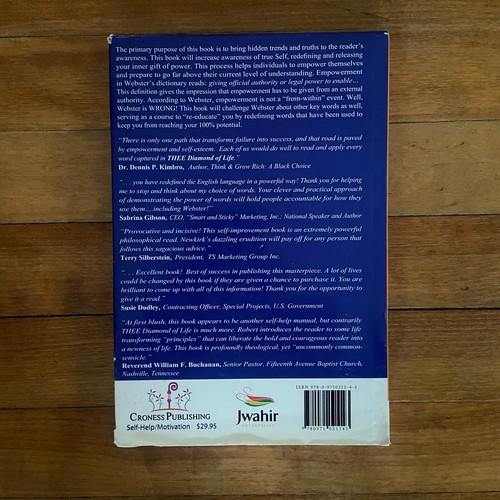 The primary purpose of this book is to bring hidden trends and truths to the reader's
awareness. This book will increase awareness of true Self, redefining and releasing
your inner gift of power. This process helps individuals to empower themselves
and prepare to go far above their current level of understanding. Empowerment
in Webster's dictionary reads: giving official authority or legal power to enable…
This definition gives the impression that empowerment has to be given from an external
authority. According to Webster, empowerment is not a "from-within" event. Well,
Webster is WRONG! This book will challenge Webster about other key words as well,
serving as a course to "re-educate" you by redefining words that have been used to
keep you from reaching your 100% potential.
"There is only one path that transforms failure into success, and that road is paved
by empowerment and self-esteem. Each of us would do well to read and apply every
word captured in THEE Diamond of Life."
Dr. Dennis P. Kimbro, Author, Think & Grow Rich: A Black Choice
"… you have redefined the English language in a powerful way! Thank you for helping
me to stop and think about my choice of words. Your clever and practical approach of
demonstrating the power of words will hold people accountable for how they
use them…including Webster!"
Sabrina Gibson, CEO, "Smart and Sticky" Marketing, Inc.; National Speaker and Author
"Provocative and incisive! This self-improvement book is an extremely powerful
philosophical read. Newkirk's dazzling erudition will pay off for any person that
follows this sagacious advice."
Terry Silberstein, President, TS Marketing Group Inc.
"… Excellent book! Best of success in publishing this masterpiece. A lot of lives
could be changed by this book if they are given a chance to purchase it. You are
brilliant to come up with all of this information! Thank you for the opportunity to
give it a read."
Susie Dudley, Contracting Officer, Special Projects, U.S. Government
"At first blush, this book appears to be another self-help manual, but contrarily
THEE Diamond of Life is much more. Robert introduces the reader to some life
transforming "principles" that can liberate the bold and courageous reader into
a newness of life. This book is profoundly theological, yet "uncommonly common-
sensicle."
Reverend William F. Buchanan, Senior Pastor, Fifteenth Avenue Baptist Church,
Nashville, Tennessee
CRONESS PUBLISHING
Self-Help/Motivation $29.95
Jwahir
ENTERPRISES
ISBN 978-0-9710211-4-3
9 780971 021143